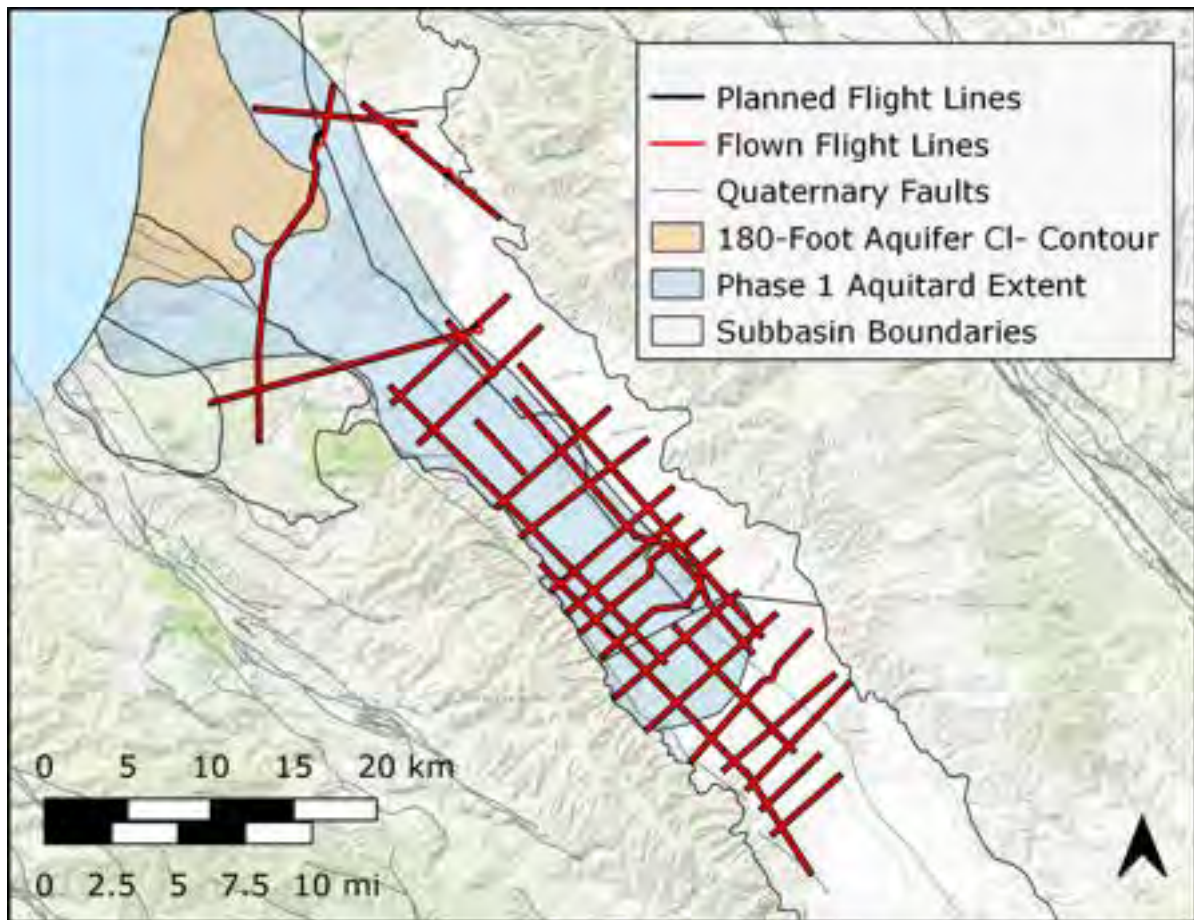 Planned Flight Lines
Flown Flight Lines
Quaternary Faults
180-Foot Aquifer Cl- Contour
Phase 1 Aquitard Extent
Subbasin Boundaries
0 5 10 15 20 km
0 2.5 5 7.5 10 mi